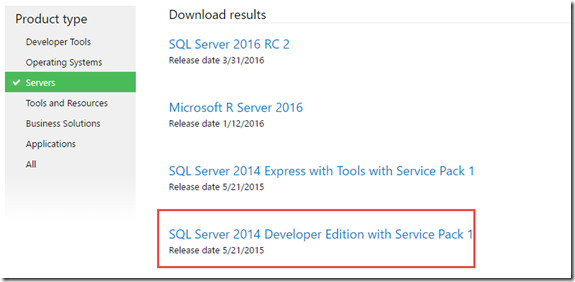 Product type
Developer Tools
Operating Systems
Servers
Tools and Resources
Business Solutions
Applications
All
Download results
SQL Server 2016 RC 2
Release date 3/31/2016
Microsoft R Server 2016
Release date 1/12/2016
SQL Server 2014 Express with Tools with Service Pack 1
Release date 5/21/2015
SQL Server 2014 Developer Edition with Service Pack 1
Release date 5/21/2015